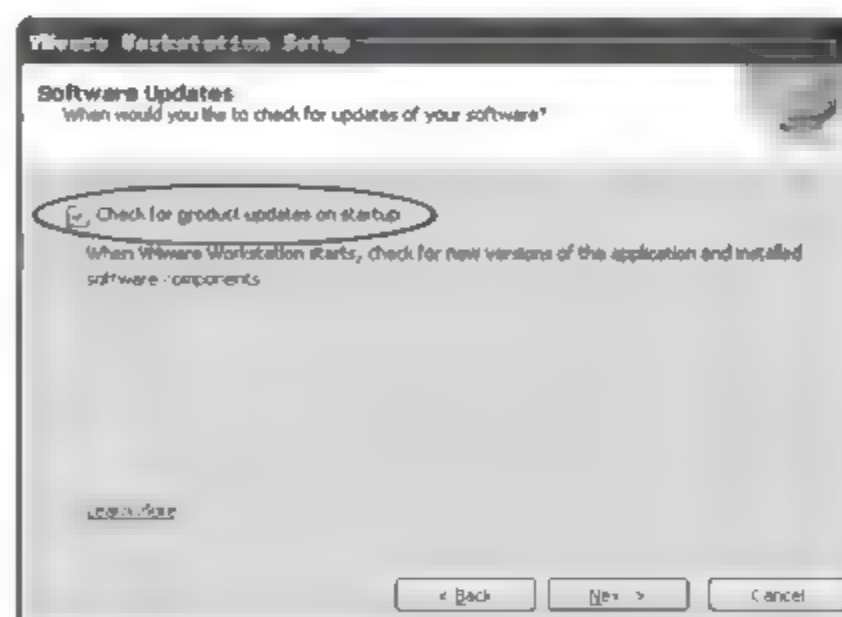 VMware Workstation Setup
Software Updates
When would you like to check for updates of your software?
Check for product updates on startup
When VMware Workstation starts, check for new versions of the application and installed
software components
Learn More
< Back
Next >
Cancel